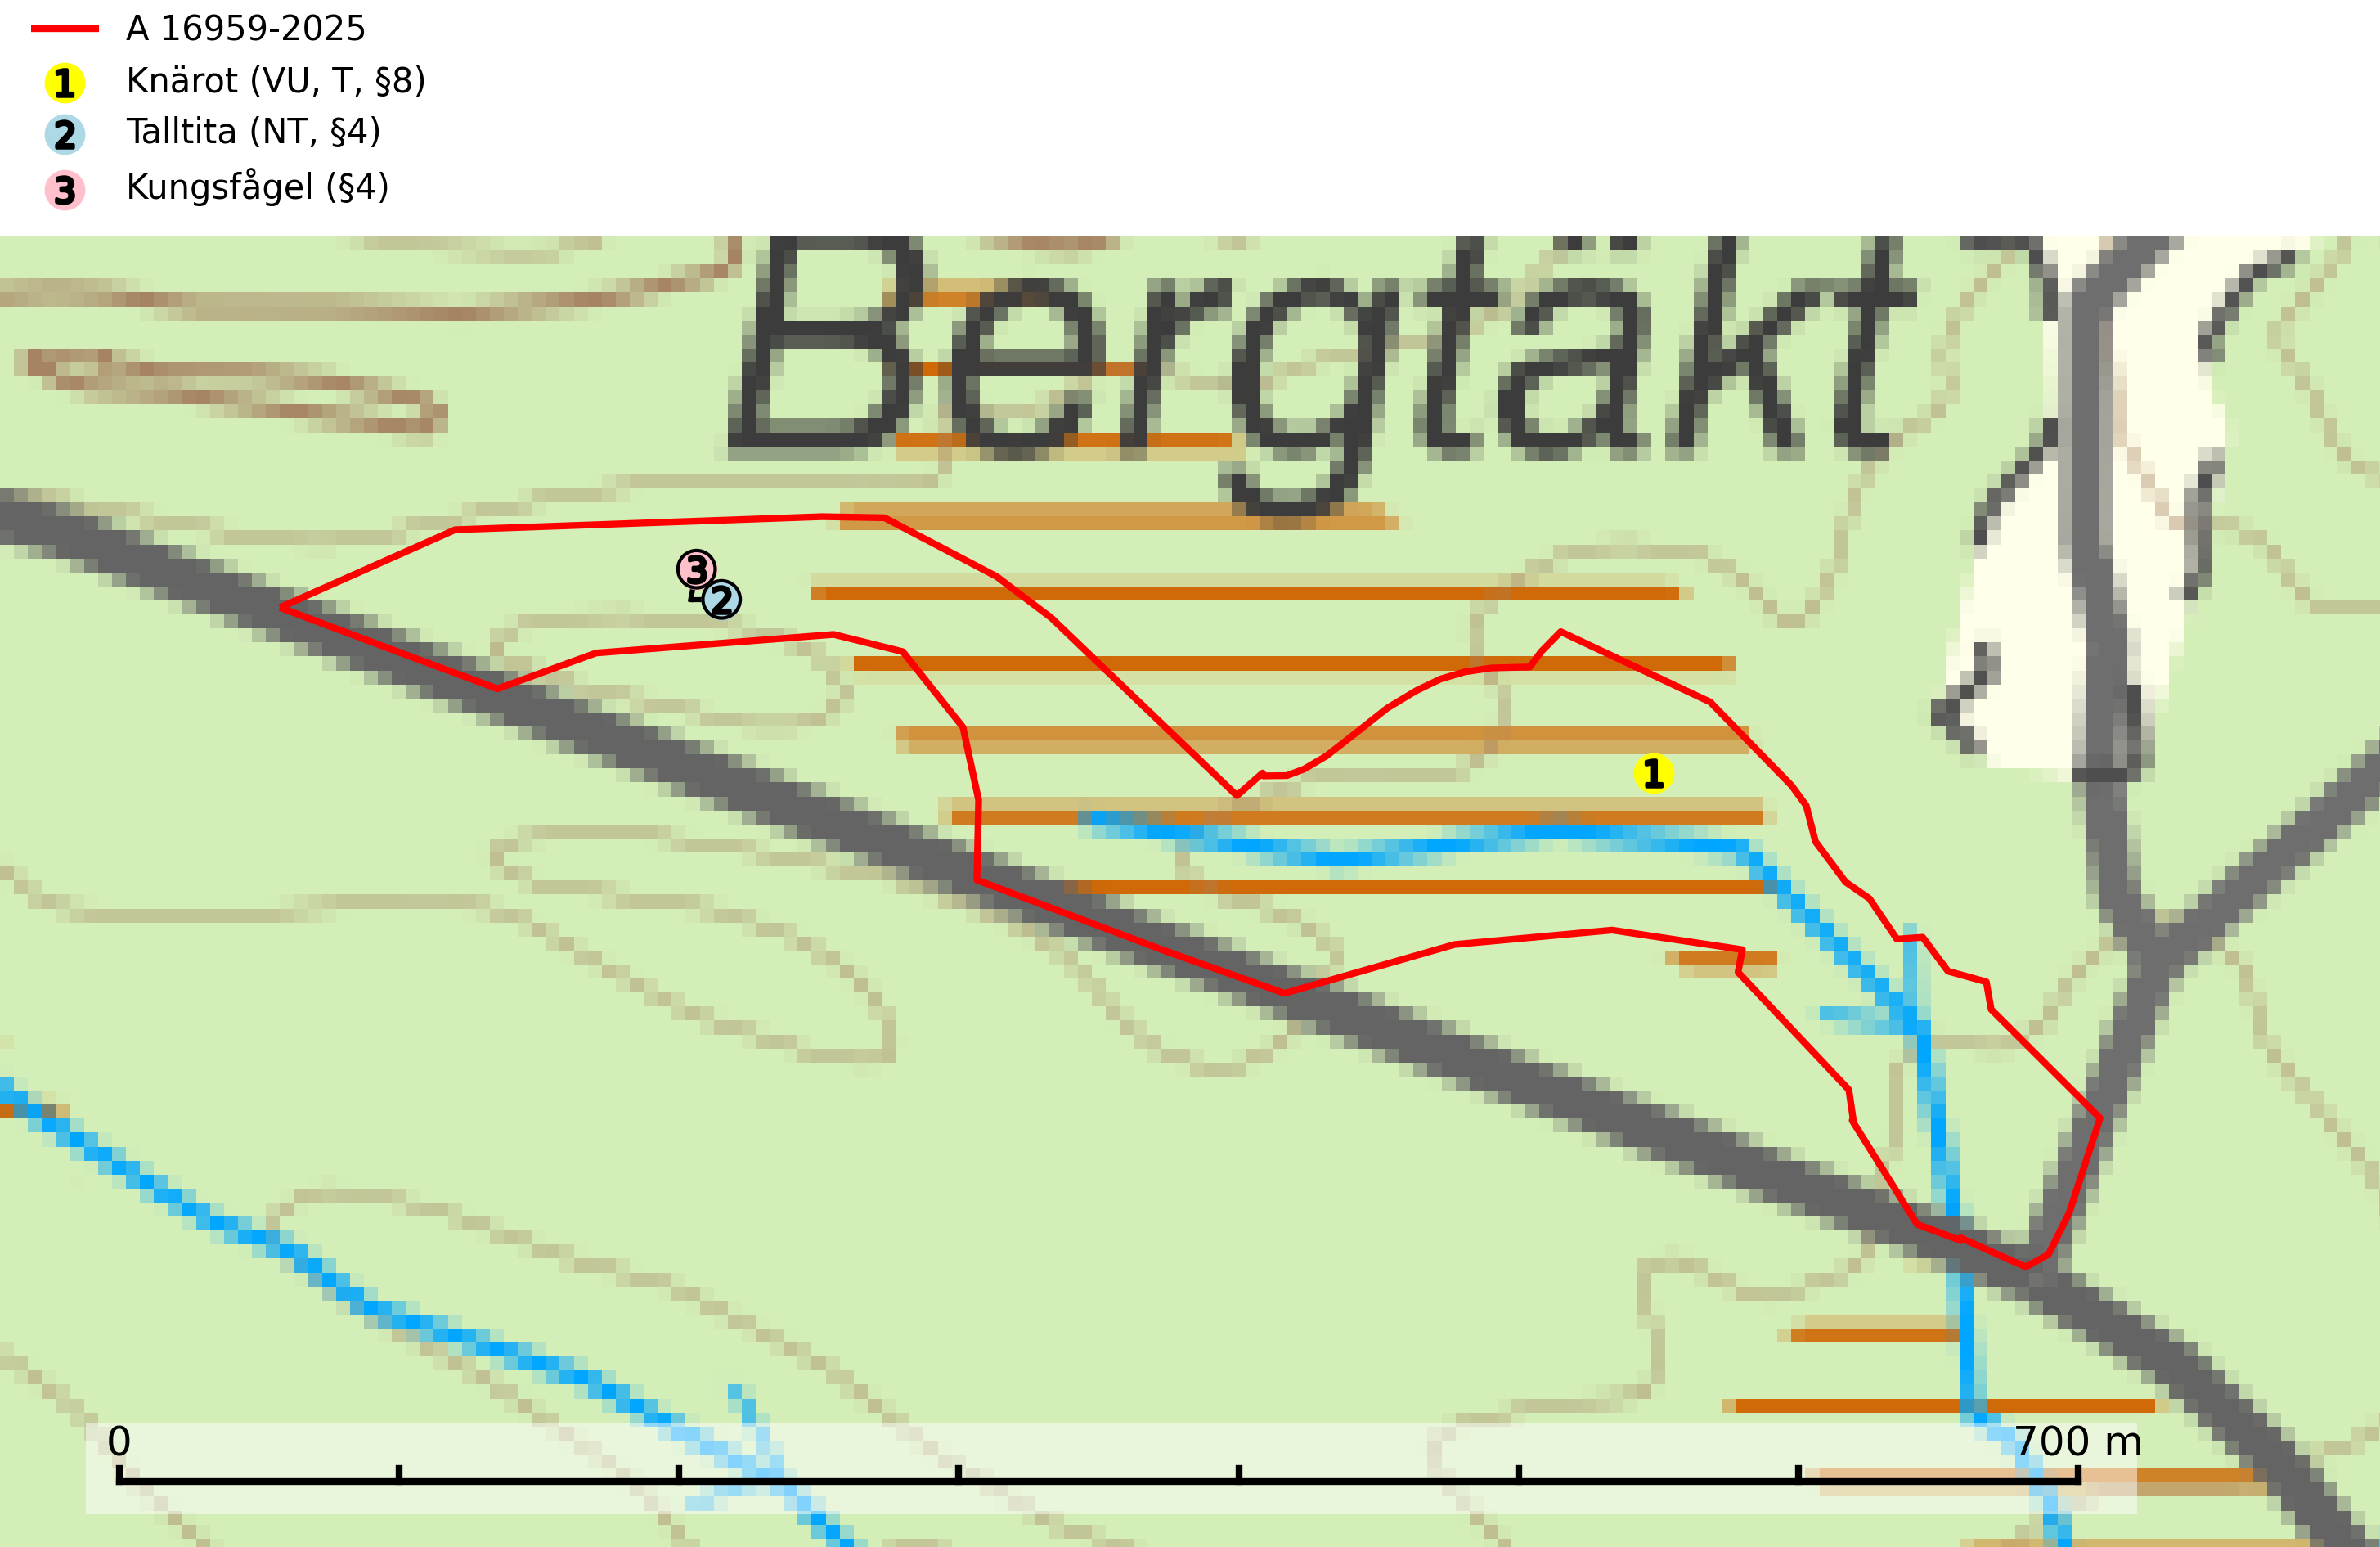 A 16959-2025
1 Knärot (VU, T, §8)
2 Talltita (NT, §4)
3 Kungsfågel (§4)
Bergtäkt
3
2
1
0 700 m